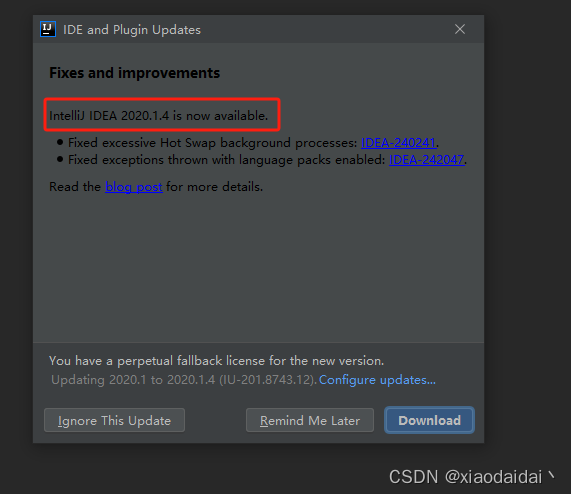 IJ IDE and Plugin Updates
Fixes and improvements
IntelliJ IDEA 2020.1.4 is now available.
• Fixed excessive Hot Swap background processes: IDEA-240241.
• Fixed exceptions thrown with language packs enabled: IDEA-242047.
Read the blog post for more details.
You have a perpetual fallback license for the new version.
Updating 2020.1 to 2020.1.4 (IU-201.8743.12). Configure updates...
Ignore This Update Remind Me Later Download
CSDN @xiaodaidai丶